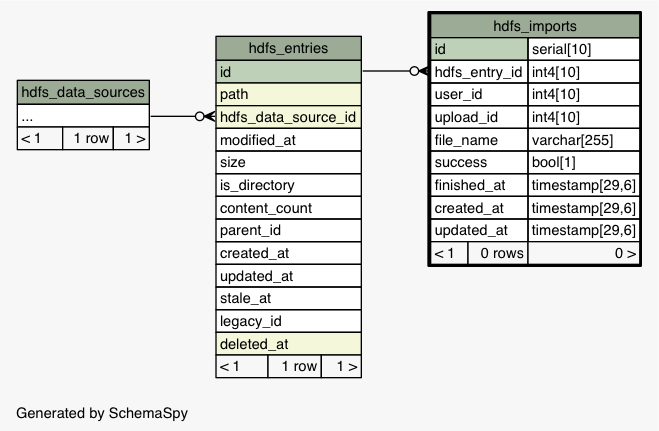 hdfs_data_sources
...
< 1 1 row 1 >
hdfs_entries
id
path
hdfs_data_source_id
modified_at
size
is_directory
content_count
parent_id
created_at
updated_at
stale_at
legacy_id
deleted_at
< 1 1 row 1 >
hdfs_imports
id serial[10]
hdfs_entry_id int4[10]
user_id int4[10]
upload_id int4[10]
file_name varchar[255]
success bool[1]
finished_at timestamp[29,6]
created_at timestamp[29,6]
updated_at timestamp[29,6]
< 1 0 rows 0 >
Generated by SchemaSpy